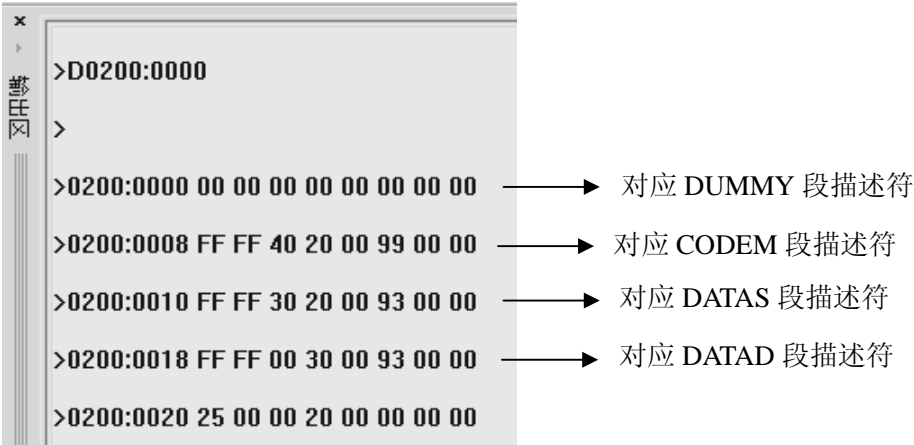 输出区
>D0200:0000
>
>0200:0000 00 00 00 00 00 00 00 00 对应 DUMMY 段描述符
>0200:0008 FF FF 40 20 00 99 00 00 对应 CODEM 段描述符
>0200:0010 FF FF 30 20 00 93 00 00 对应 DATAS 段描述符
>0200:0018 FF FF 00 30 00 93 00 00 对应 DATAD 段描述符
>0200:0020 25 00 00 20 00 00 00 00